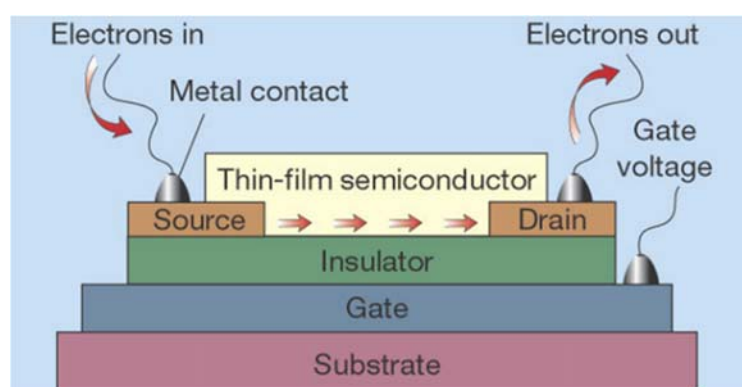 Electrons in
Electrons out
Metal contact
Gate
voltage
Thin-film semiconductor
Source
Drain
Insulator
Gate
Substrate